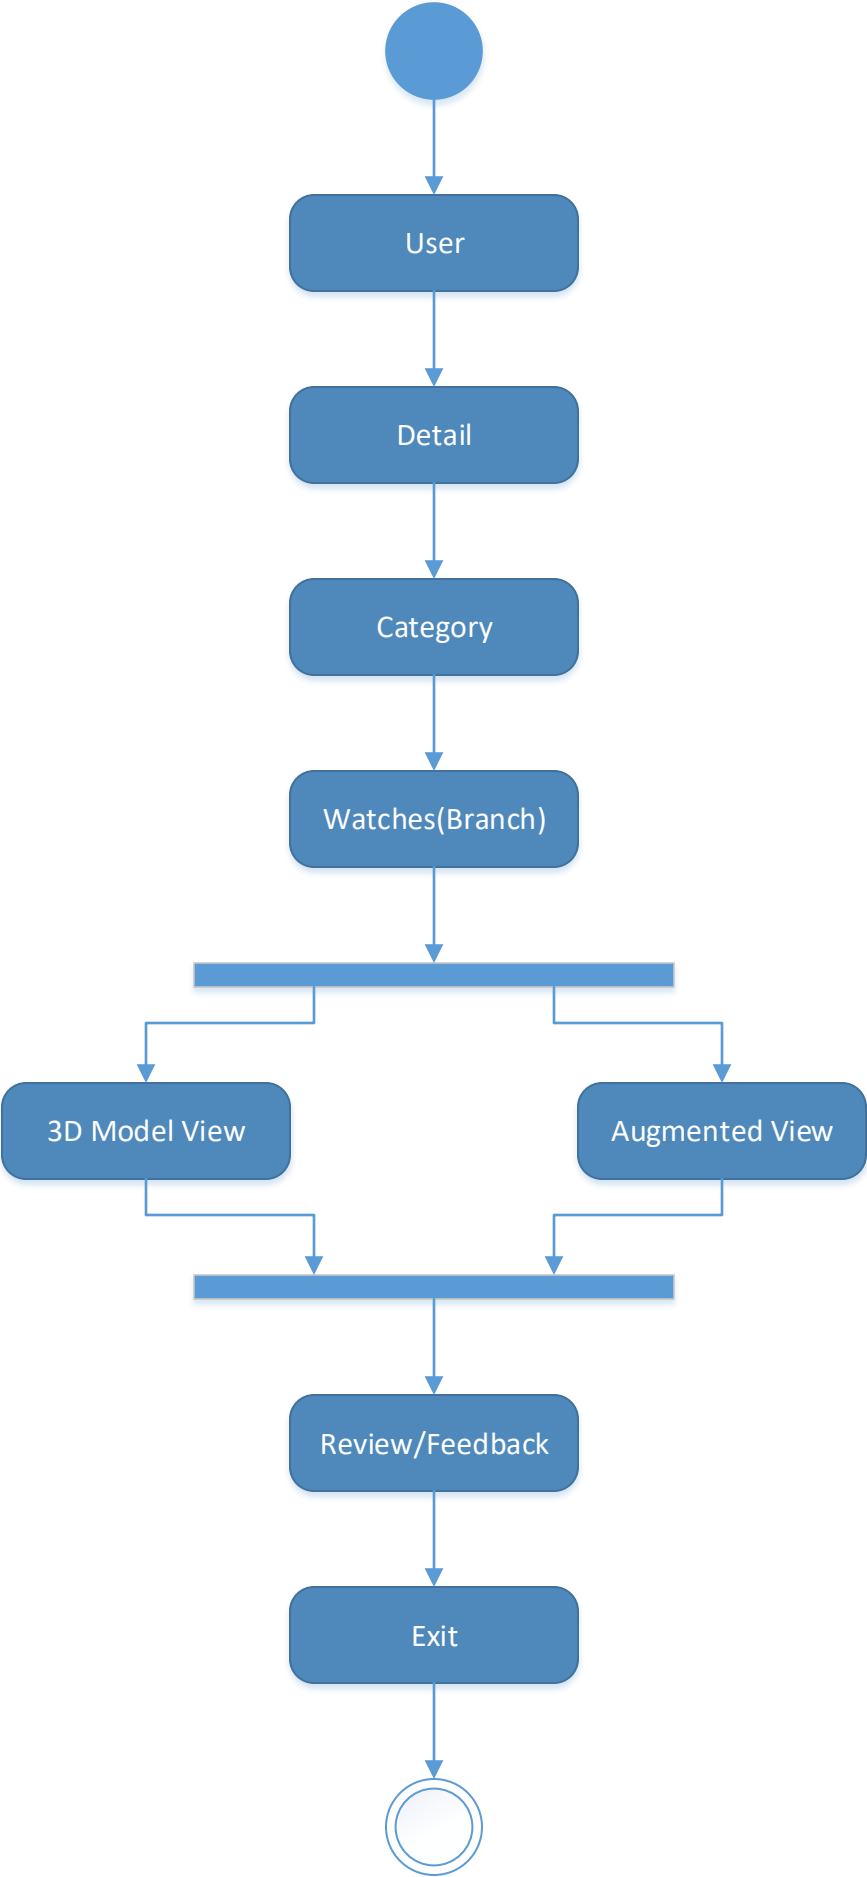 User
Detail
Category
Watches(Branch)
3D Model View
Augmented View
Review/Feedback
Exit